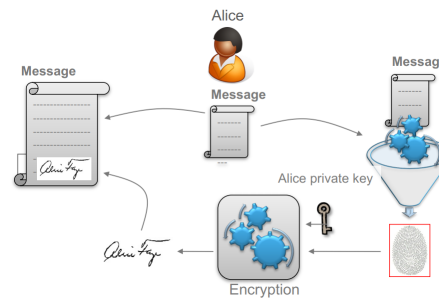 Alice
Message
Message
Messag
Alice private key
Encryption